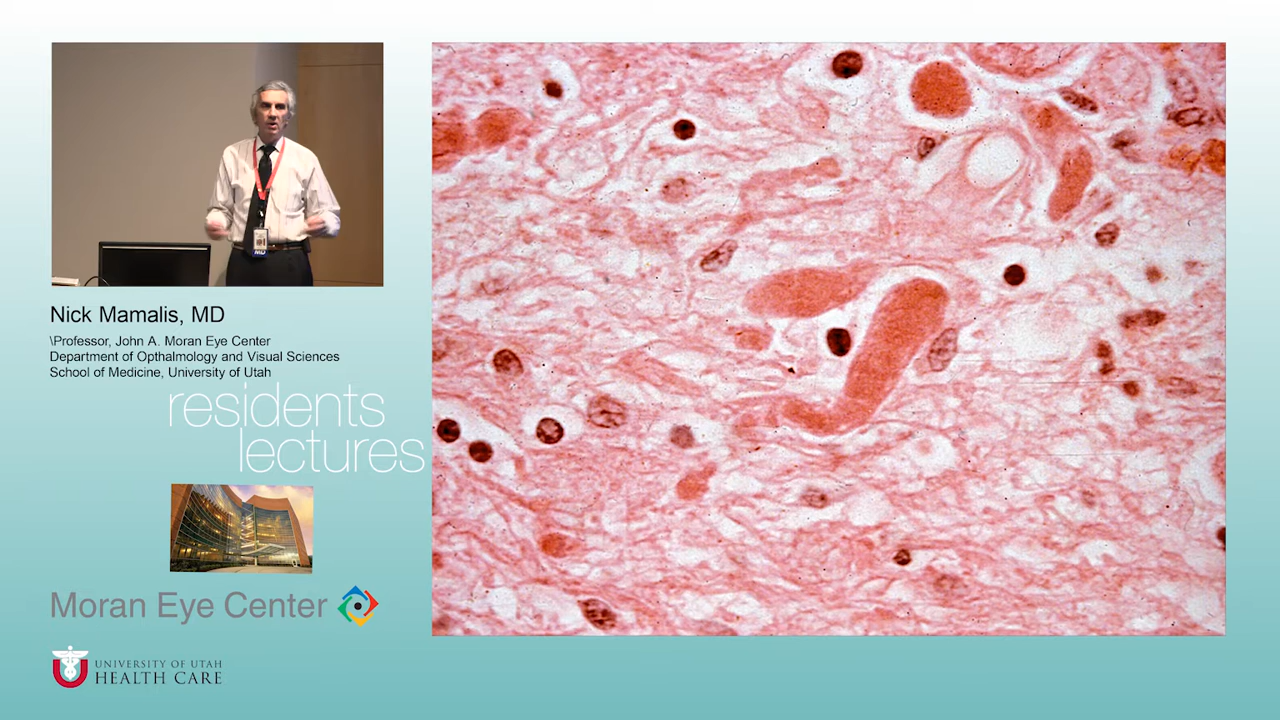 Nick Mamalis, MD
\Professor, John A. Moran Eye Center
Department of Opthalmology and Visual Sciences
School of Medicine, University of Utah
residents
lectures
Moran Eye Center
UNIVERSITY OF UTAH
HEALTH CARE
MD